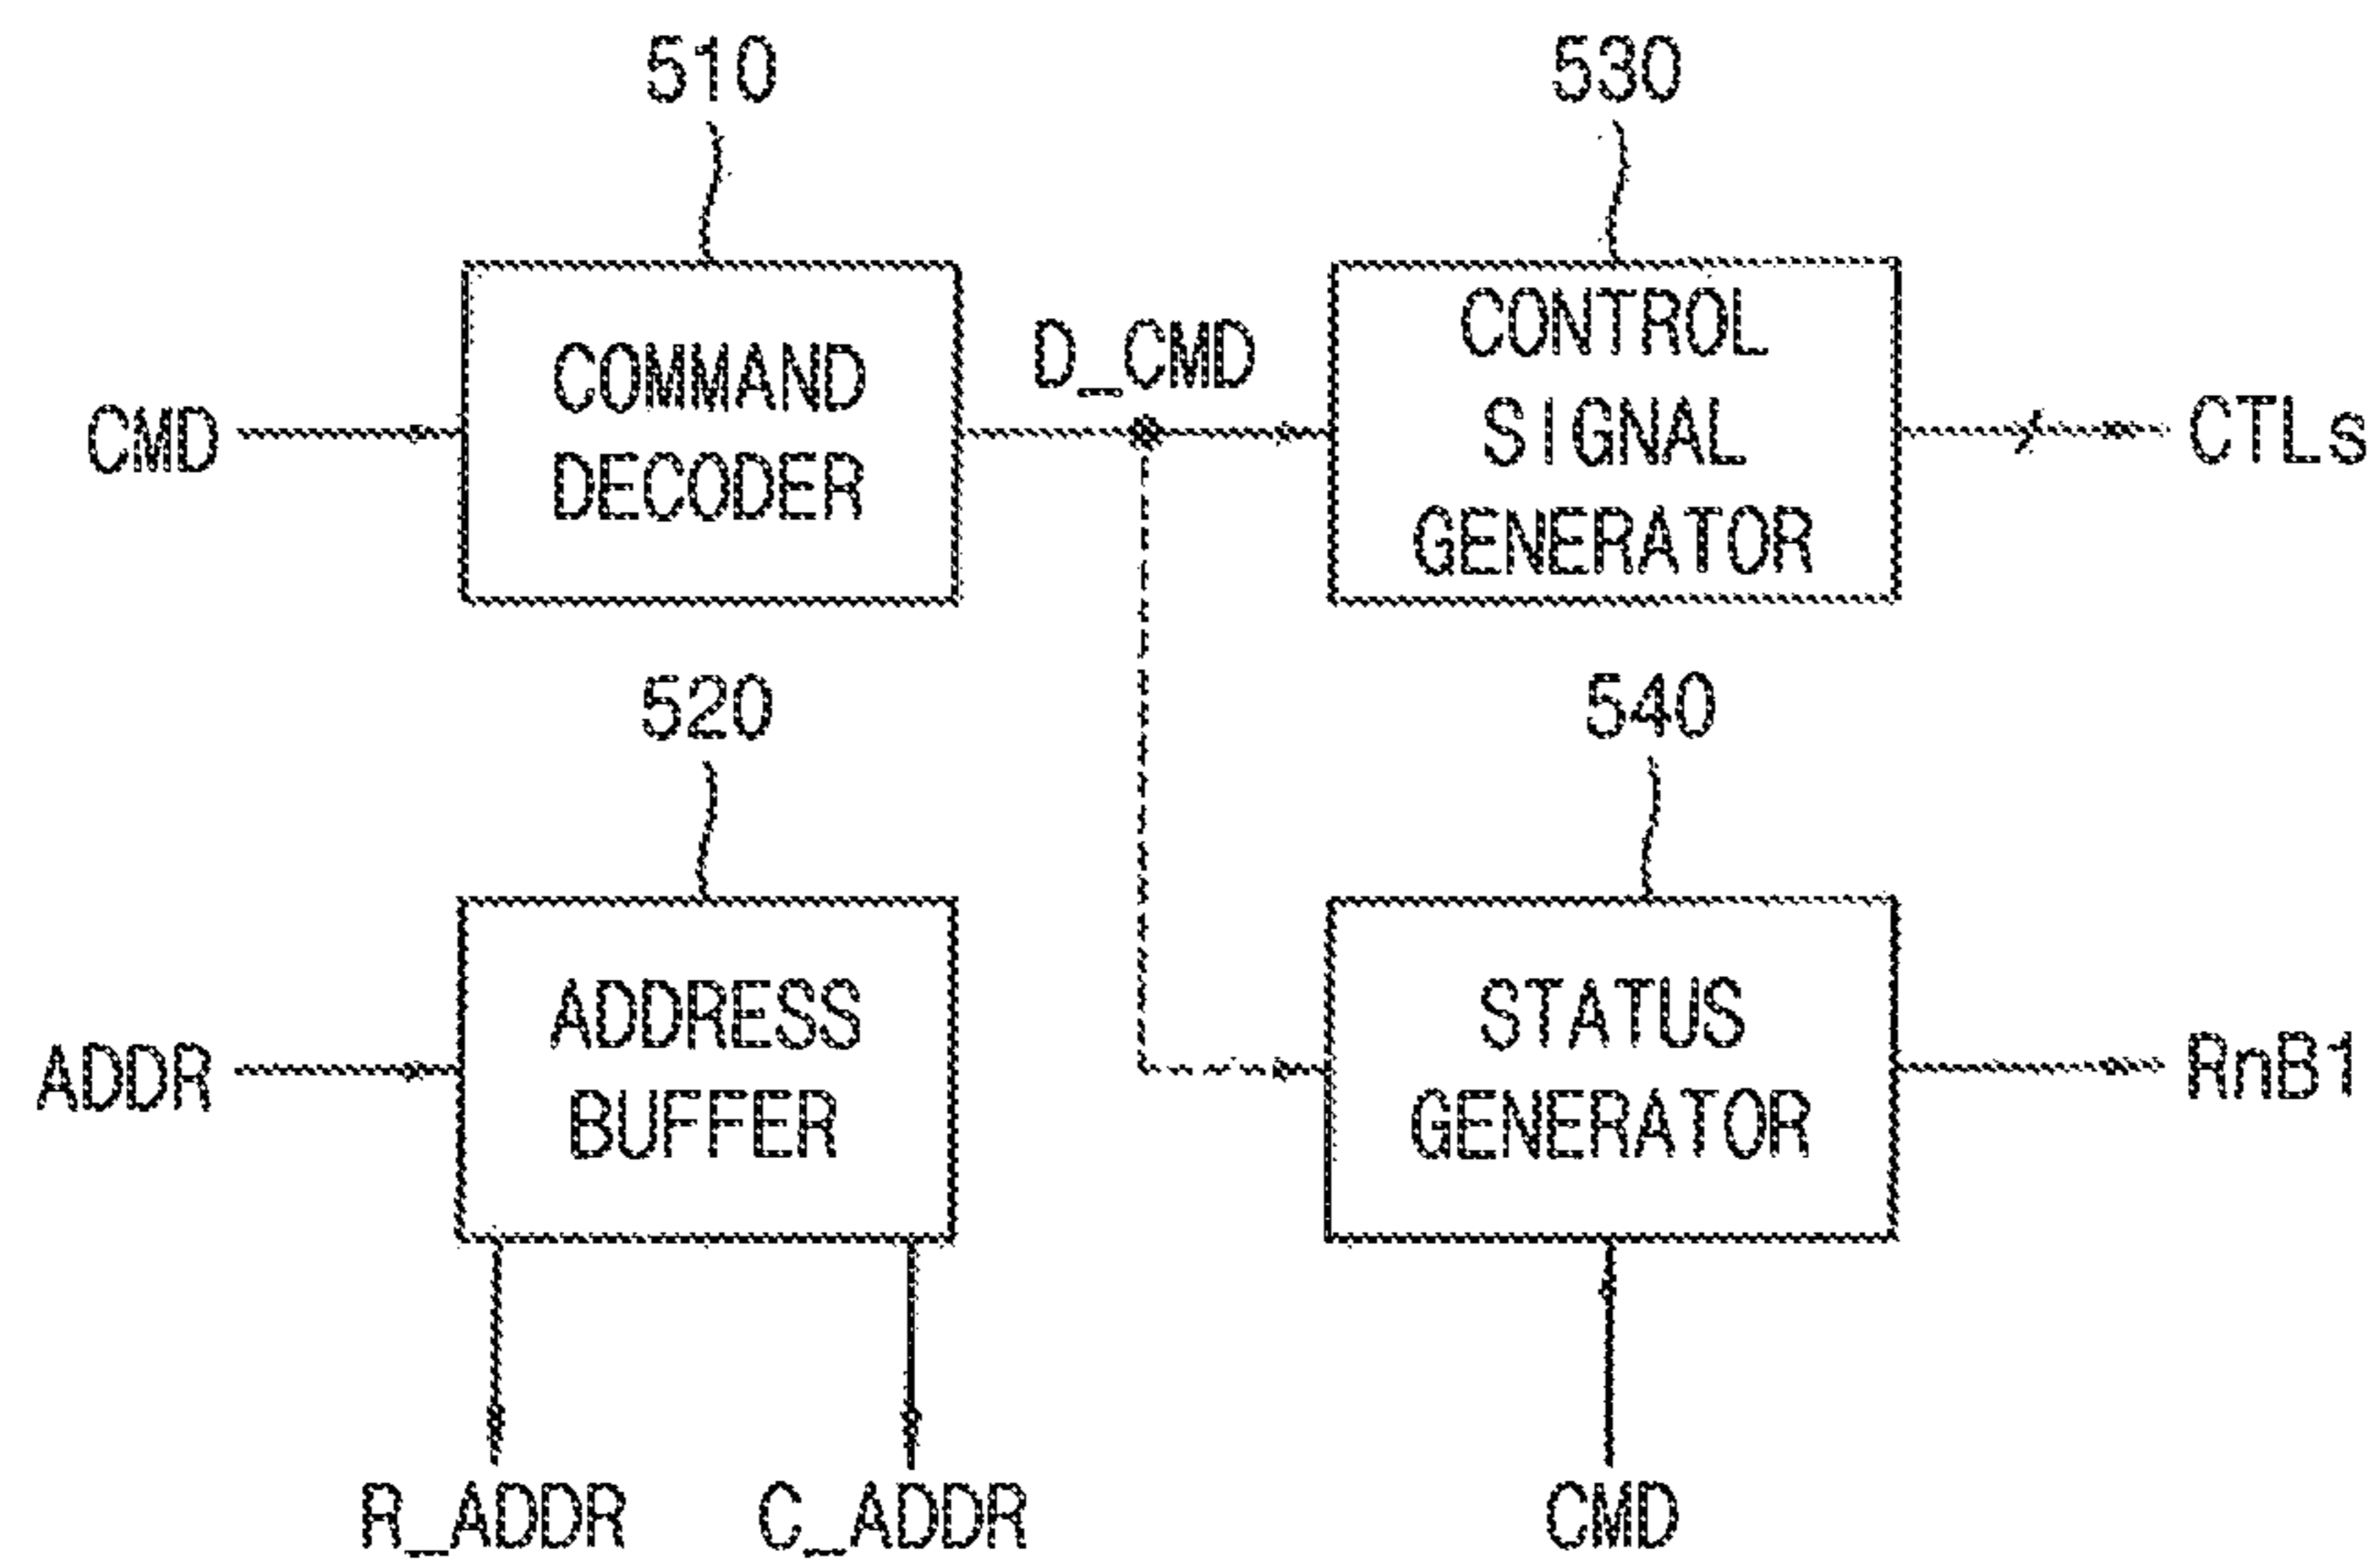 510
530
COMMAND
DECODER
D_CMD
CONTROL
SIGNAL
GENERATOR
CMD
CTLs
520
540
ADDRESS
BUFFER
STATUS
GENERATOR
ADDR
RnB1
R_ADDR
C_ADDR
CMD